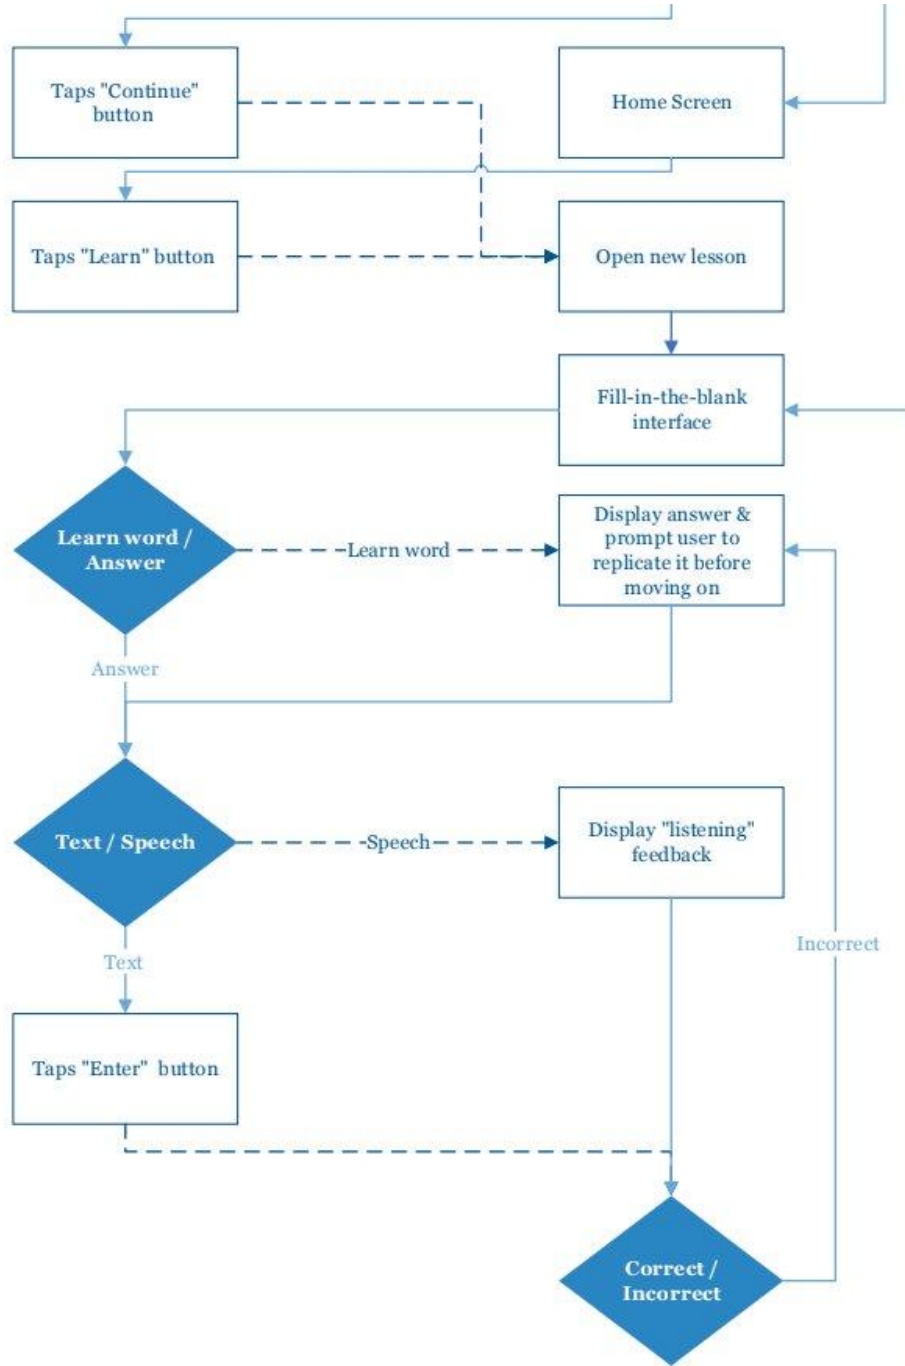 Taps "Continue"
button
Home Screen
Taps "Learn" button
Open new lesson
Fill-in-the-blank
interface
Learn word /
Answer
Learn word
Display answer &
prompt user to
replicate it before
moving on
Answer
Text / Speech
Speech
Display "listening"
feedback
Incorrect
Text
Taps "Enter" button
Correct /
Incorrect